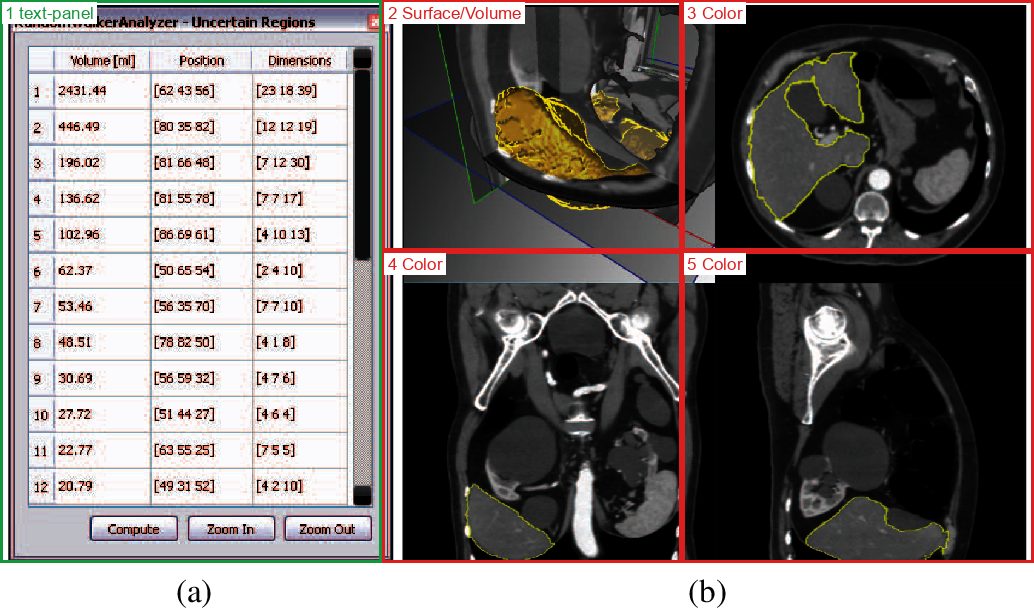 1 text-panel
2 Surface/Volume
3 Color
RandomWalkerAnalyzer - Uncertain Regions
Volume [ml] Position Dimensions
1 2431.44 [62 43 56] [23 18 39]
2 446.49 [80 35 82] [12 12 19]
3 196.02 [81 66 48] [7 12 30]
4 136.62 [81 55 78] [7 7 17]
5 102.96 [86 69 61] [4 10 13]
6 62.37 [50 65 54] [2 4 10]
7 53.46 [56 35 70] [7 7 10]
8 48.51 [78 82 50] [4 1 8]
9 30.69 [56 59 32] [4 7 6]
10 27.72 [51 44 27] [4 6 4]
11 22.77 [63 55 25] [7 5 5]
12 20.79 [49 31 52] [4 2 10]
Compute Zoom In Zoom Out
4 Color
5 Color
(a)
(b)